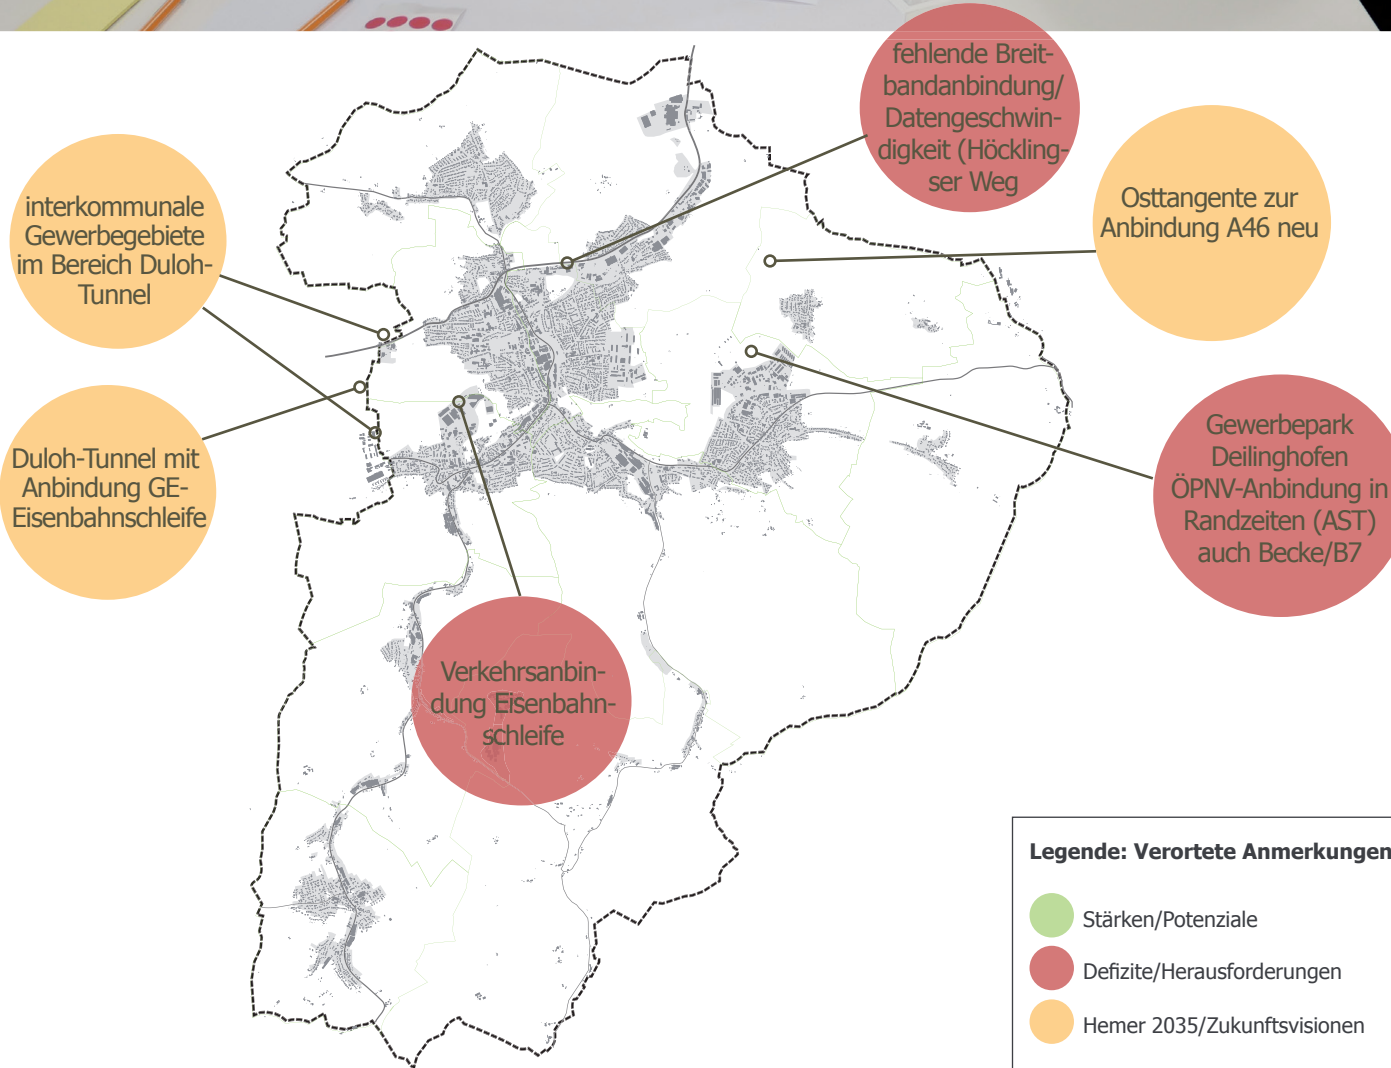 fehlende Breit-
bandanbindung/
Datengeschwin-
digkeit (Höckling-
ser Weg
interkommunale
Gewerbegebiete
im Bereich Duloh-
Tunnel
Osttangente zur
Anbindung A46 neu
Duloh-Tunnel mit
Anbindung GE-
Eisenbahnschleife
Gewerbepark
Deilinghofen
ÖPNV-Anbindung in
Randzeiten (AST)
auch Becke/B7
Verkehrsanbin-
dung Eisenbahn-
schleife
Legende: Verortete Anmerkungen
Stärken/Potenziale
Defizite/Herausforderungen
Hemer 2035/Zukunftsvisionen